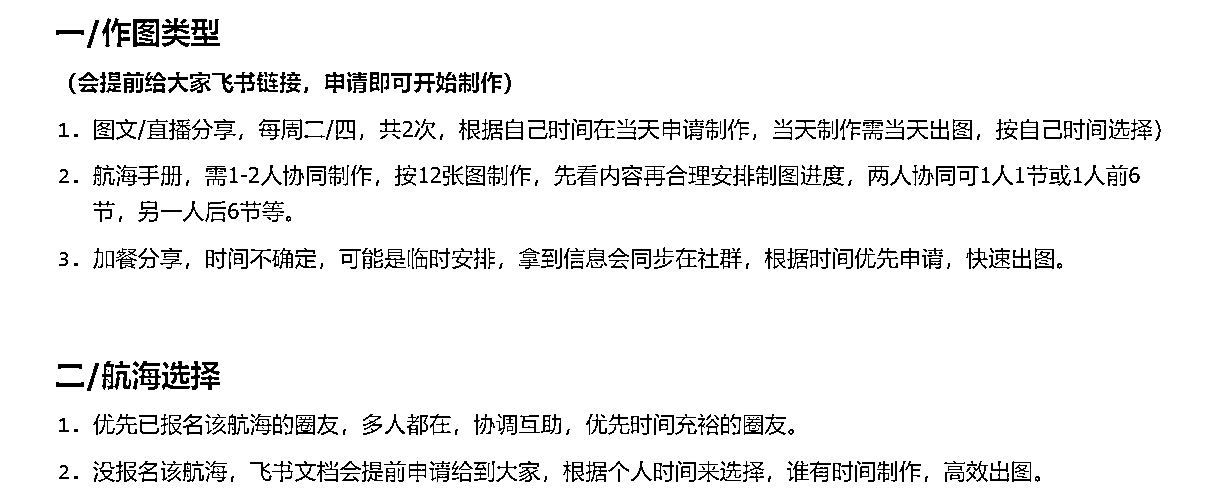 一/作图类型
（会提前给大家飞书链接，申请即可开始制作）
1. 图文/直播分享，每周二/四，共2次，根据自己时间在当天申请制作，当天制作需当天出图，按自己时间选择）
2. 航海手册，需1-2人协同制作，按12张图制作，先看内容再合理安排制图进度，两人协同可1人1节或1人前6
节，另一人后6节等。
3. 加餐分享，时间不确定，可能是临时安排，拿到信息会同步在社群，根据时间优先申请，快速出图。
二/航海选择
1. 优先已报名该航海的圈友，多人都在，协调互助，优先时间充裕的圈友。
2. 没报名该航海，飞书文档会提前申请给到大家，根据个人时间来选择，谁有时间制作，高效出图。